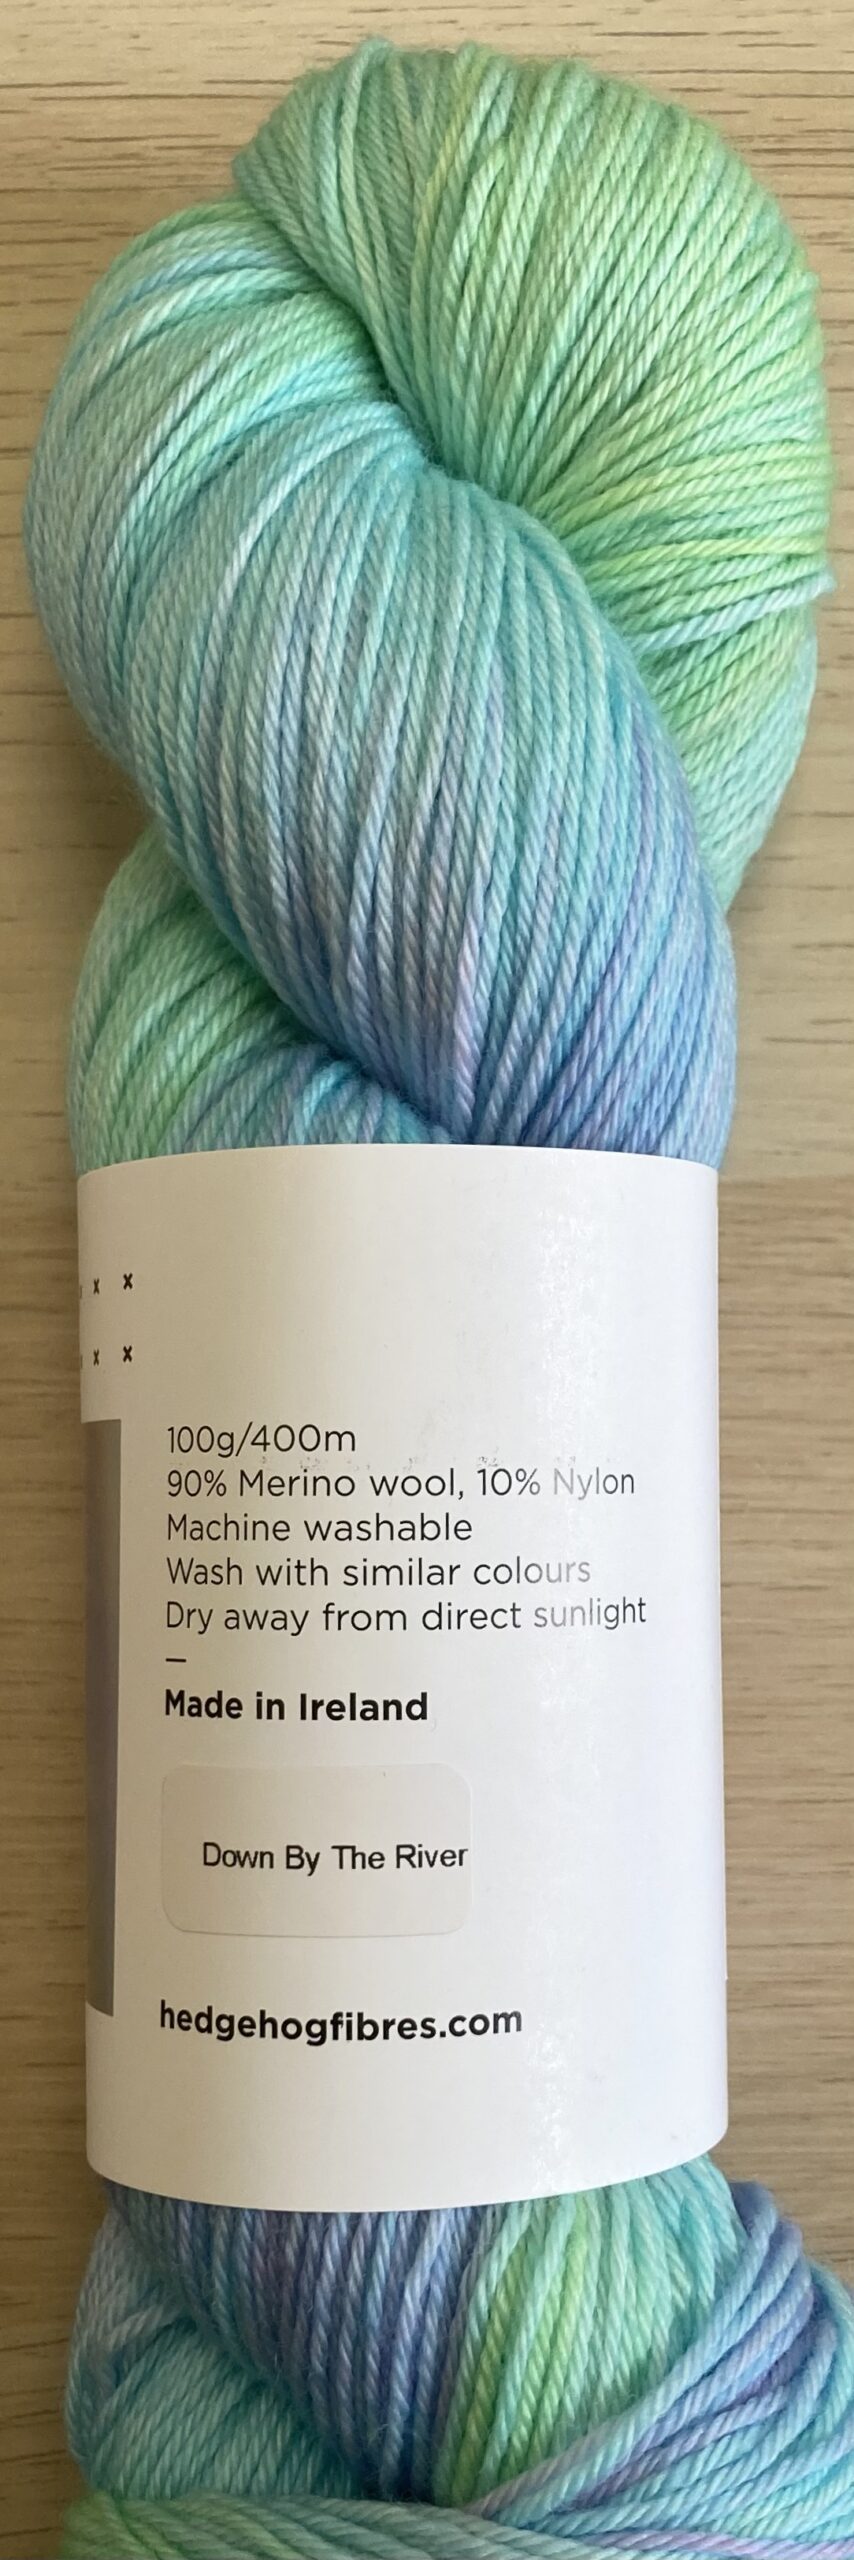 x x
x x
100g/400m
90% Merino wool, 10% Nylon
Machine washable
Wash with similar colours
Dry away from direct sunlight
–
Made in Ireland
Down By The River
hedgehogfibres.com